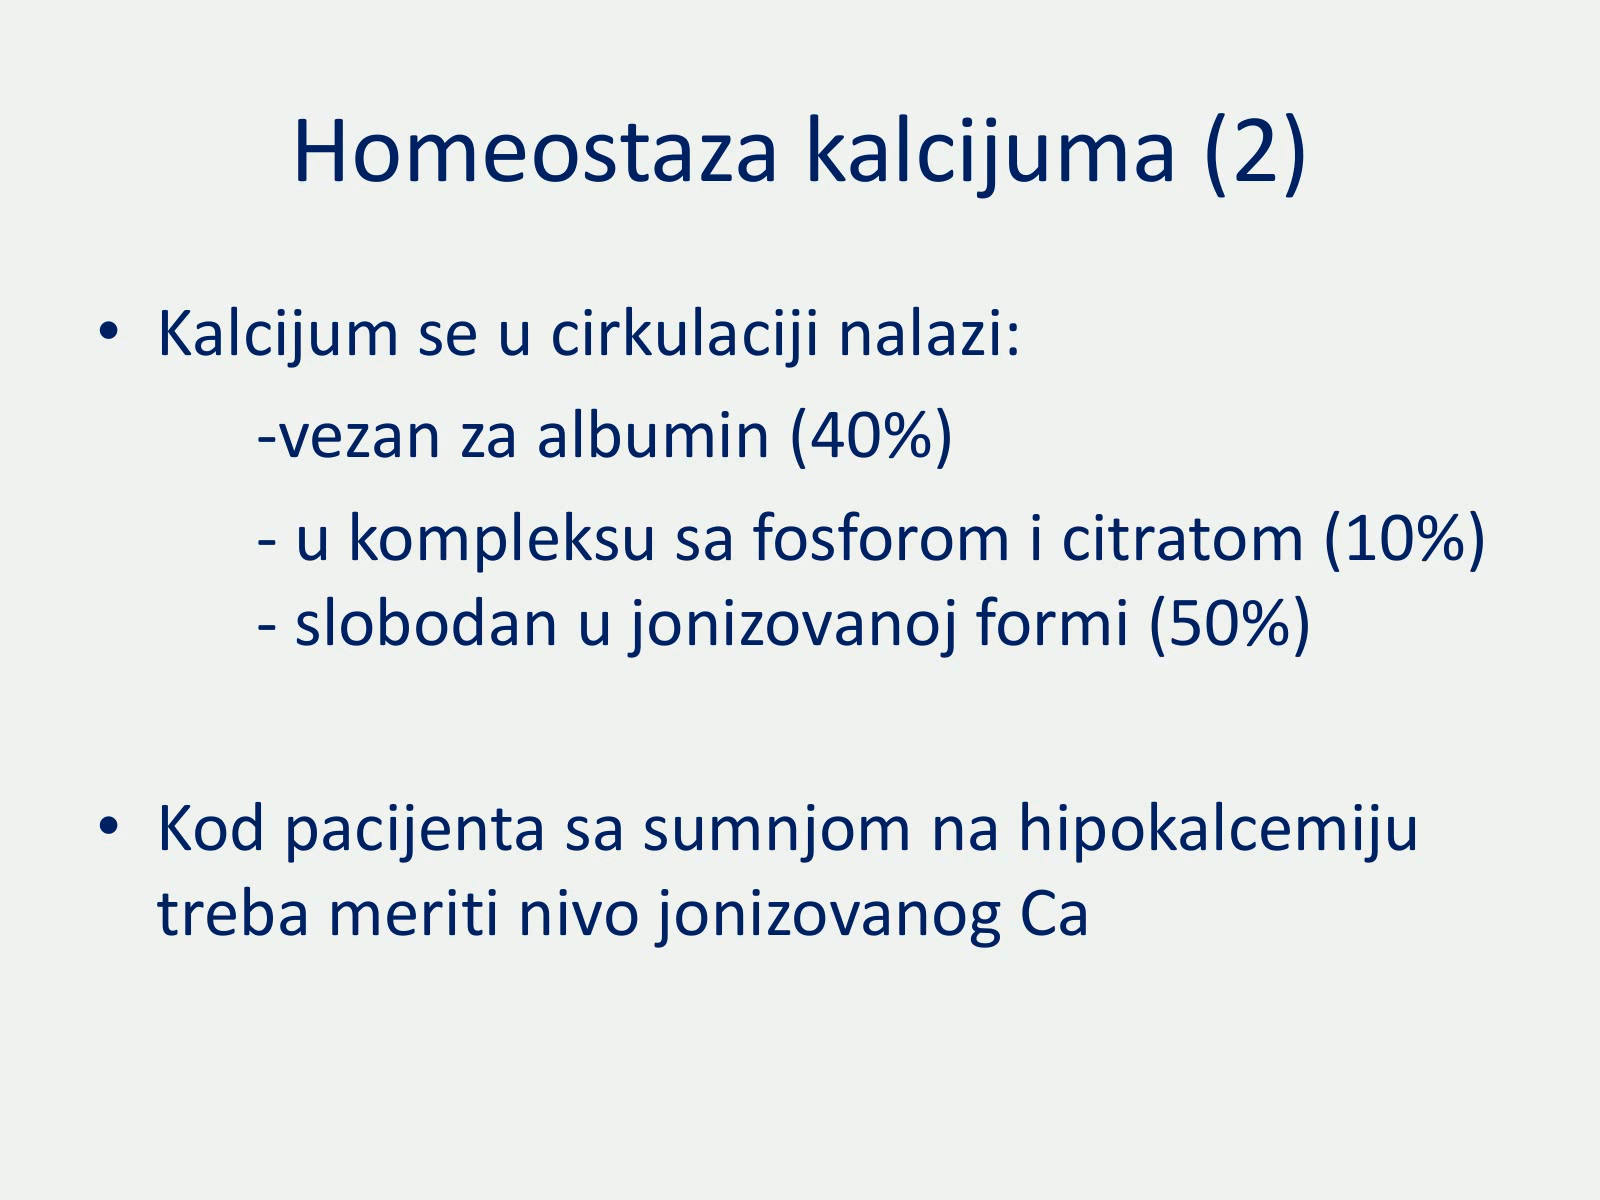 Homeostaza kalcijuma (2)
• Kalcijum se u cirkulaciji nalazi:
-vezan za albumin (40%)
- u kompleksu sa fosforom i citratom (10%)
- slobodan u jonizovanoj formi (50%)
• Kod pacijenta sa sumnjom na hipokalcemiju
treba meriti nivo jonizovanog Ca